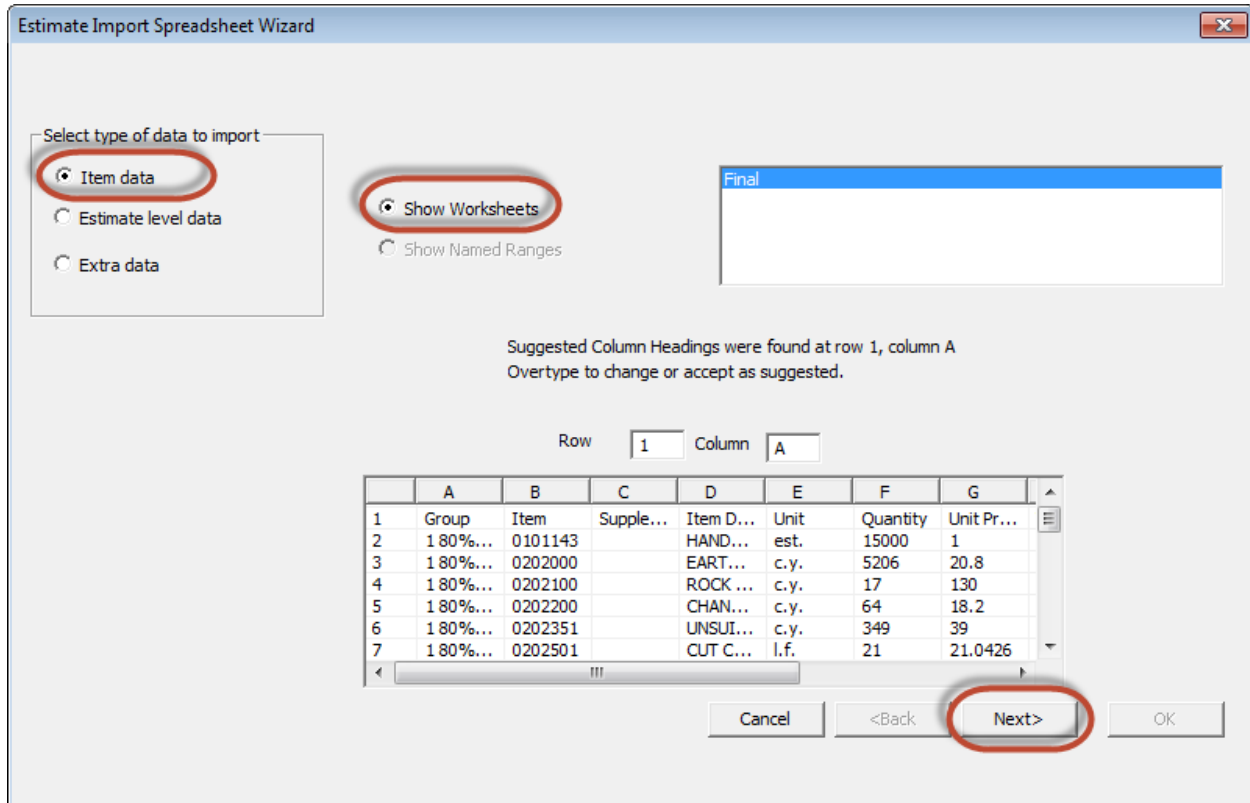 Estimate Import Spreadsheet Wizard
Select type of data to import
Item data
Estimate level data
Extra data
Show Worksheets
Show Named Ranges
Final
Suggested Column Headings were found at row 1, column A
Overtype to change or accept as suggested.
Row 1 Column A
A B C D E F G
1 Group Item Supple... Item D... Unit Quantity Unit Pr...
2 1 80%... 0101143 HAND... est. 15000 1
3 1 80%... 0202000 EART... c.y. 5206 20.8
4 1 80%... 0202100 ROCK ... c.y. 17 130
5 1 80%... 0202200 CHAN... c.y. 64 18.2
6 1 80%... 0202351 UNSUI... c.y. 349 39
7 1 80%... 0202501 CUT C... l.f. 21 21.0426
Cancel <Back Next> OK